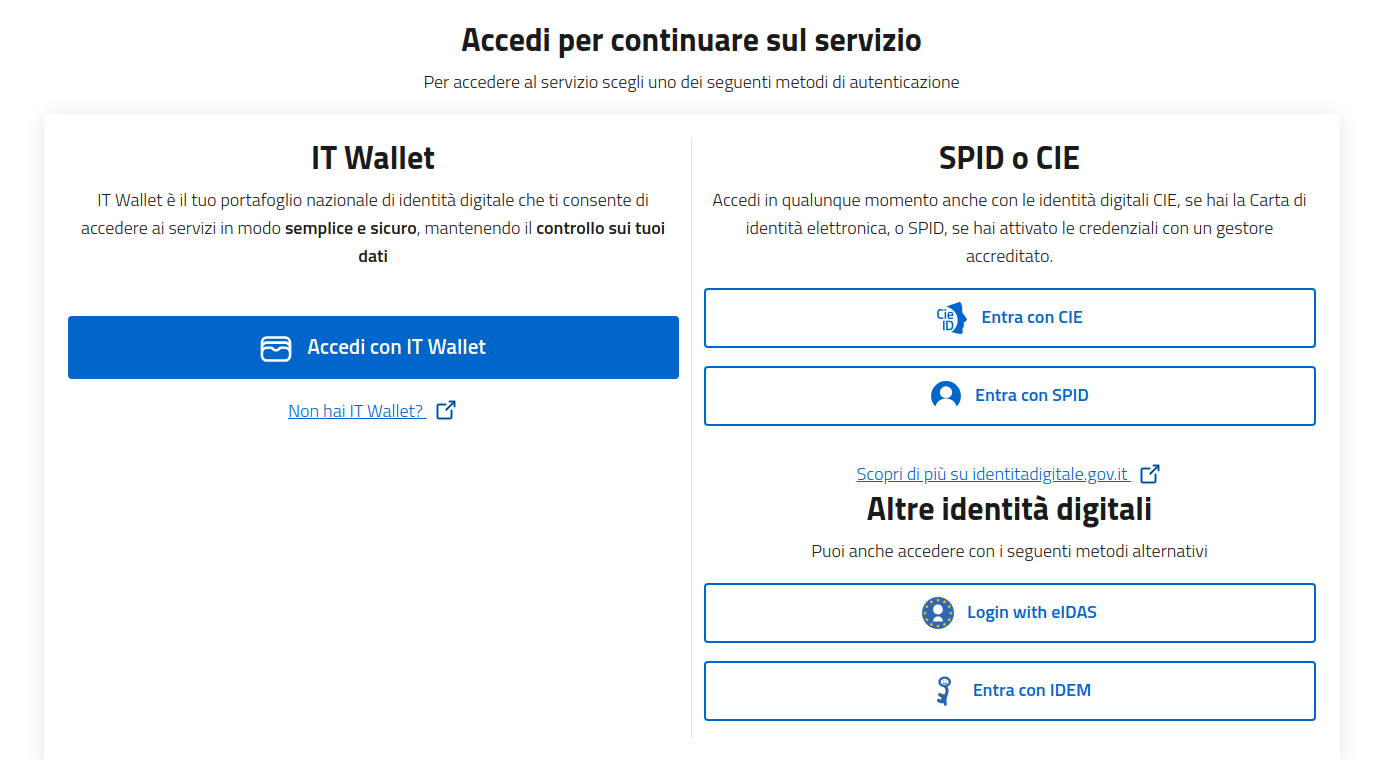 Accedi per continuare sul servizio
Per accedere al servizio scegli uno dei seguenti metodi di autenticazione
IT Wallet
IT Wallet è il tuo portafoglio nazionale di identità digitale che ti consente di
accedere ai servizi in modo semplice e sicuro, mantenendo il controllo sui tuoi
dati
Accedi con IT Wallet
Non hai IT Wallet?
SPID o CIE
Accedi in qualunque momento anche con le identità digitali CIE, se hai la Carta di
identità elettronica, o SPID, se hai attivato le credenziali con un gestore
accreditato.
Cie
ID
Entra con CIE
Entra con SPID
Scopri di più su identitadigitale.gov.it
Altre identità digitali
Puoi anche accedere con i seguenti metodi alternativi
Login with eIDAS
Entra con IDEM